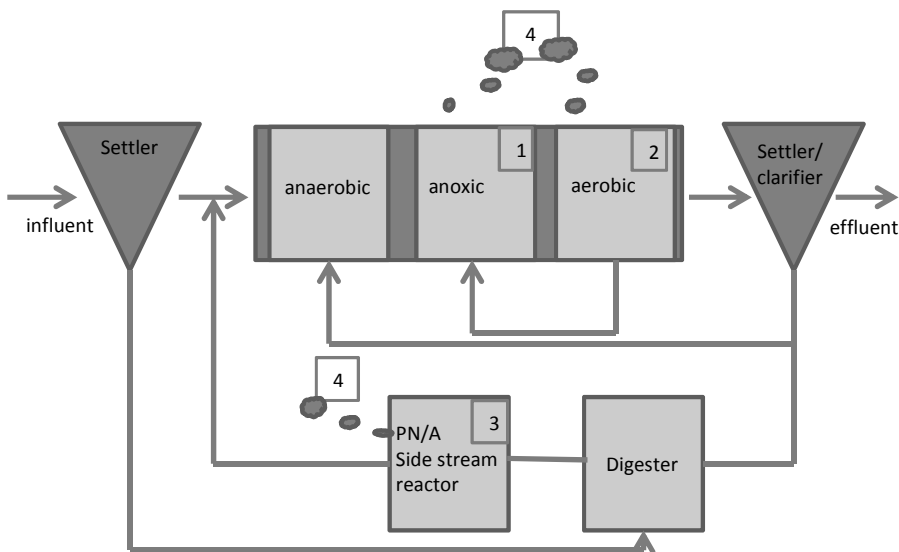 4
Settler
1
2
Settler/
clarifier
anaerobic
anoxic
aerobic
influent
effluent
4
3
PN/A
Side stream
reactor
Digester